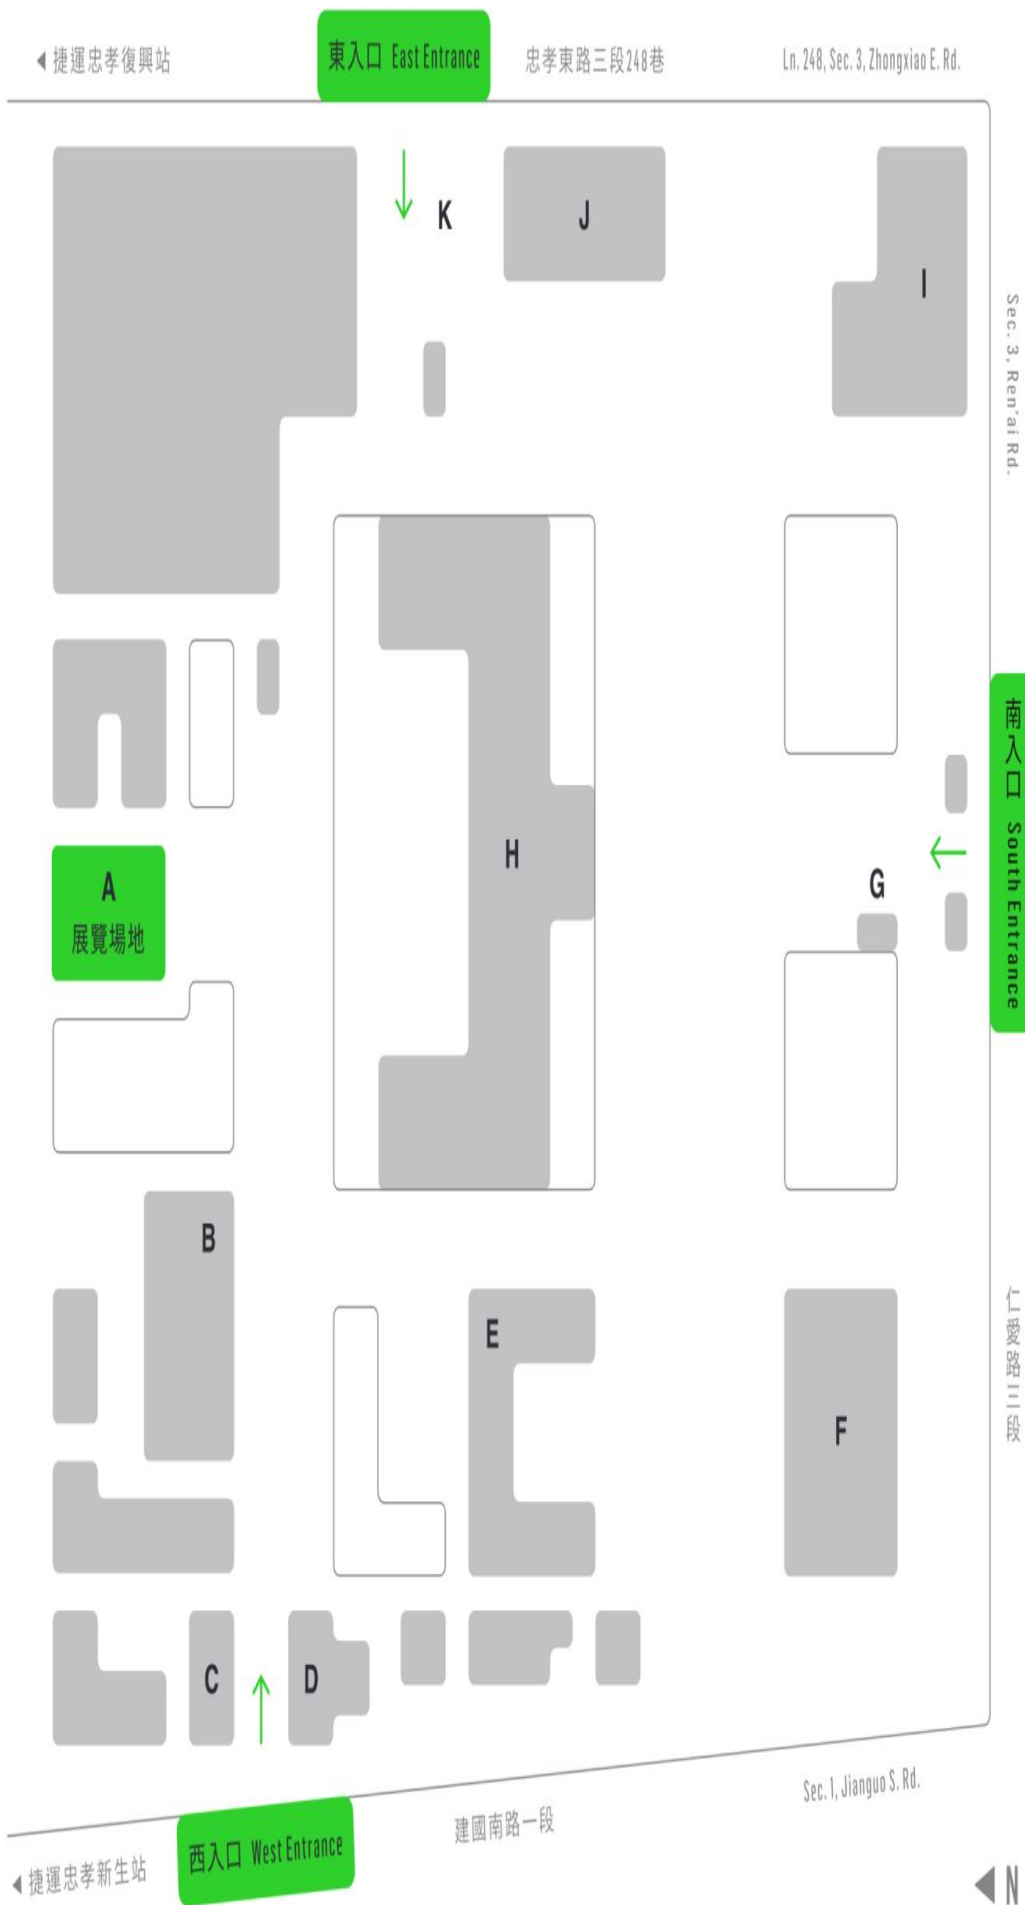 捷運忠孝復興站
東入口 East Entrance
忠孝東路三段248巷
Ln. 248, Sec. 3, Zhongxiao E. Rd.
K
J
I
Sec. 3, Ren'ai Rd.
南入口 South Entrance
A
展覽場地
H
G
B
E
F
仁愛路三段
C
D
Sec. 1, Jianguo S. Rd.
建國南路一段
西入口 West Entrance
捷運忠孝新生站
N